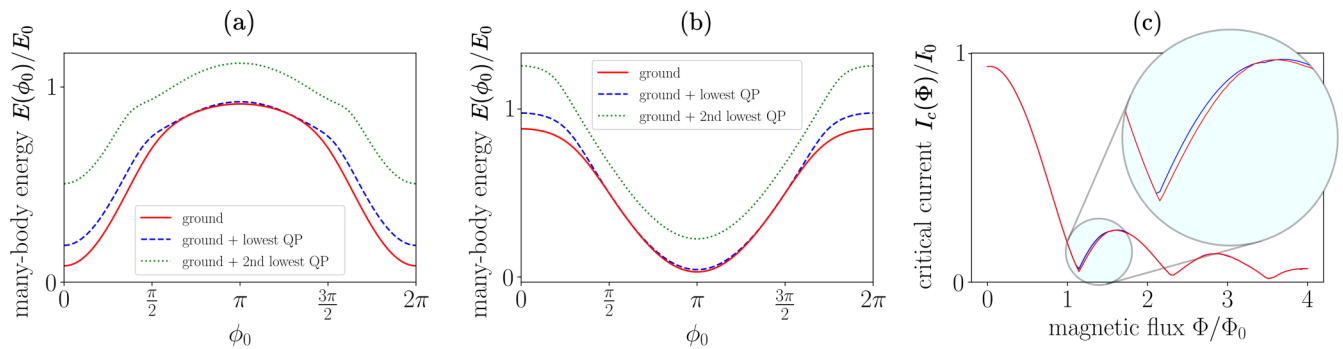 (a)
many-body energy E(ϕ₀)/E₀
1
0
0
π/2
π
3π/2
2π
ϕ₀
ground
ground + lowest QP
ground + 2nd lowest QP
(b)
many-body energy E(ϕ₀)/E₀
1
0
0
π/2
π
3π/2
2π
ϕ₀
ground
ground + lowest QP
ground + 2nd lowest QP
(c)
critical current I_c(Φ)/I₀
1
0
0
1
2
3
4
magnetic flux Φ/Φ₀